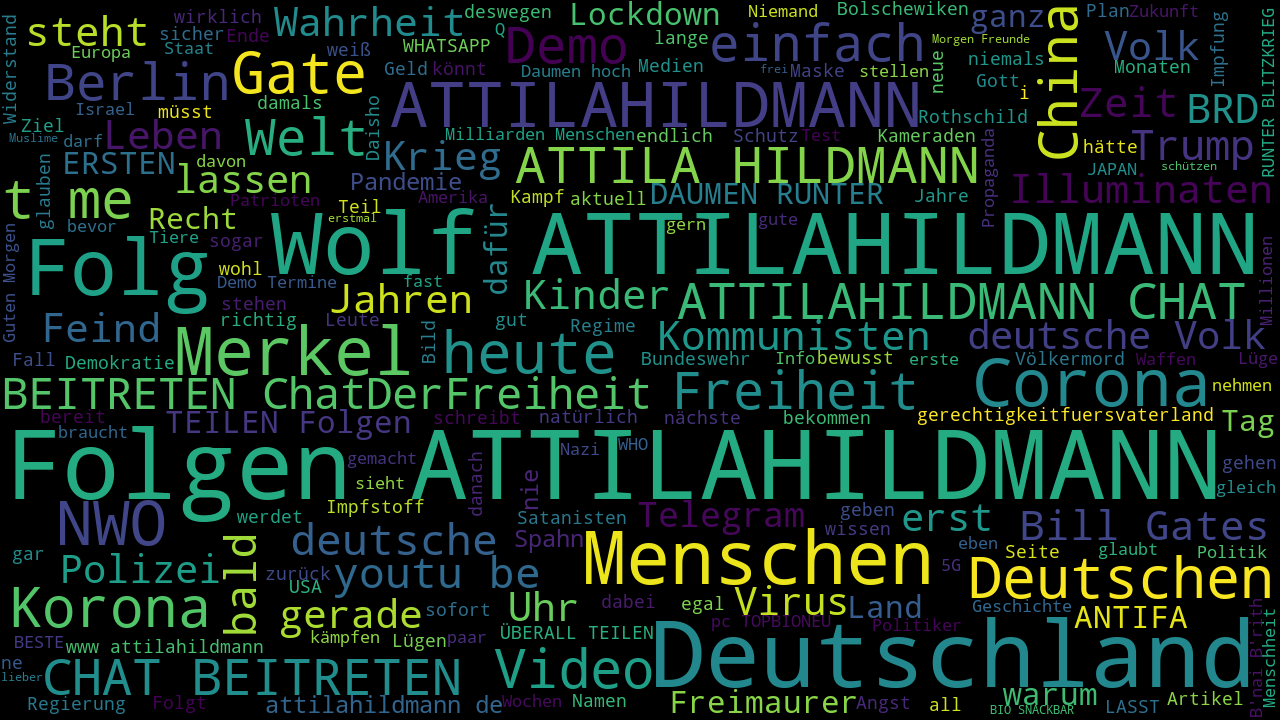 steht
wirklich
sicher
Ende
Wahrheit
deswegen
Q
Lockdown
Niemand
Bolschewiken
ganz
Plan
Zukunft
Europa
Staat
weiß
WHATSAPP
Demo
lange
einfach
Morgen Freunde
Volk
Impfung
RUNTER BLITZKRIEG
Widerstand
Berlin
Gate
Geld
könnt
Daumen hoch
Medien
frei
Maske
stellen
neue
niemals
Gott
i
China
Monaten
Israel
müsst
damals
ATTILAHILDMANN
Zeit
BRD
Ziel
Muslime
darf
Leben
Welt
Daisho
Milliarden Menschen
endlich
Schutz
Test
Kameraden
Rothschild
hätte
Trump
glauben
ERSTEN
davon
lassen
Krieg
ATTILA HILDMANN
Propaganda
JAPAN
schützen
Pandemie
t me
Patrioten
Amerika
Kampf
aktuell
DAUMEN RUNTER
Jahre
Illuminaten
Recht
Teil
erstmal
bevor
Tiere
sogar
Wolf ATTILAHILDMANN
dafür
gern
gute
Guten Morgen
Folg
wohl
Demo Termine
fast
stehen
Jahren
Kinder
ATTILAHILDMANN CHAT
Millionen
Feind
richtig
Leute
Bild
gut
Regime
Kommunisten
deutsche Volk
Fall
Demokratie
Merkel
heute
Bundeswehr
Info
bewusst
erste
Völkermord
Waffen
Lüge
BEITRETEN ChatDerFreiheit
Freiheit
Corona
nehmen
bereit
braucht
TEILEN Folgen
schreibt
natürlich
nächste
bekommen
gerechtigkeitfuersvaterland
Tag
Folgen ATTILAHILDMANN
gemacht
sieht
danach
nie
Nazi
WHO
gehen
gleich
NWO
werdet
Impfstoff
Satanisten
Telegram
geben
wissen
erst
Bill Gates
gar
Polizei
bald
deutsche
Spahn
Menschen
eben
5G
Seite
glaubt
Politik
zurück
USA
youtu be
Deutschen
Korona
gerade
sofort
Uhr
dabei
egal
Virus
Land
Geschichte
ANTIFA
BESTE
www attilahildmann
kämpfen
Lügen
paar
ÜBERALL TEILEN
pc TOPBIONEU
Politiker
B'nai B'rith
Menschheit
ne
lieber
CHAT BEITRETEN
Video
Deutschland
Regierung
Folgt
attilahildmann de
Wochen
Namen
Freimaurer
Angst
all
warum
BIO SNACKBAR
LASST
Artikel